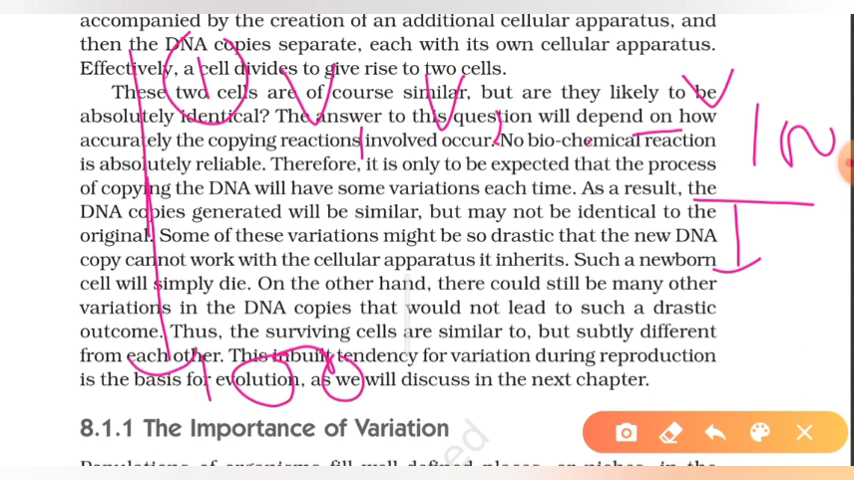 accompanied by the creation of an additional cellular apparatus, and
then the DNA copies separate, each with its own cellular apparatus.
Effectively, a cell divides to give rise to two cells.
These two cells are of course similar, but are they likely to be
absolutely identical? The answer to this question will depend on how
accurately the copying reactions involved occur. No bio-chemical reaction
is absolutely reliable. Therefore, it is only to be expected that the process
of copying the DNA will have some variations each time. As a result, the
DNA copies generated will be similar, but may not be identical to the
original. Some of these variations might be so drastic that the new DNA
copy cannot work with the cellular apparatus it inherits. Such a newborn
cell will simply die. On the other hand, there could still be many other
variations in the DNA copies that would not lead to such a drastic
outcome. Thus, the surviving cells are similar to, but subtly different
from each other. This inbuilt tendency for variation during reproduction
is the basis for evolution, as we will discuss in the next chapter.
100
8.1.1 The Importance of Variation